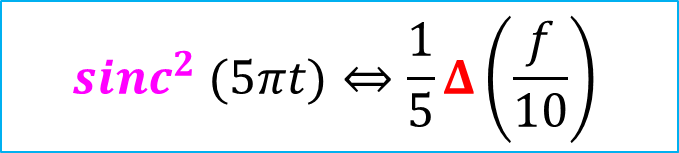 sinc² (5πt) ⇔ 1/5 Δ (f/10)